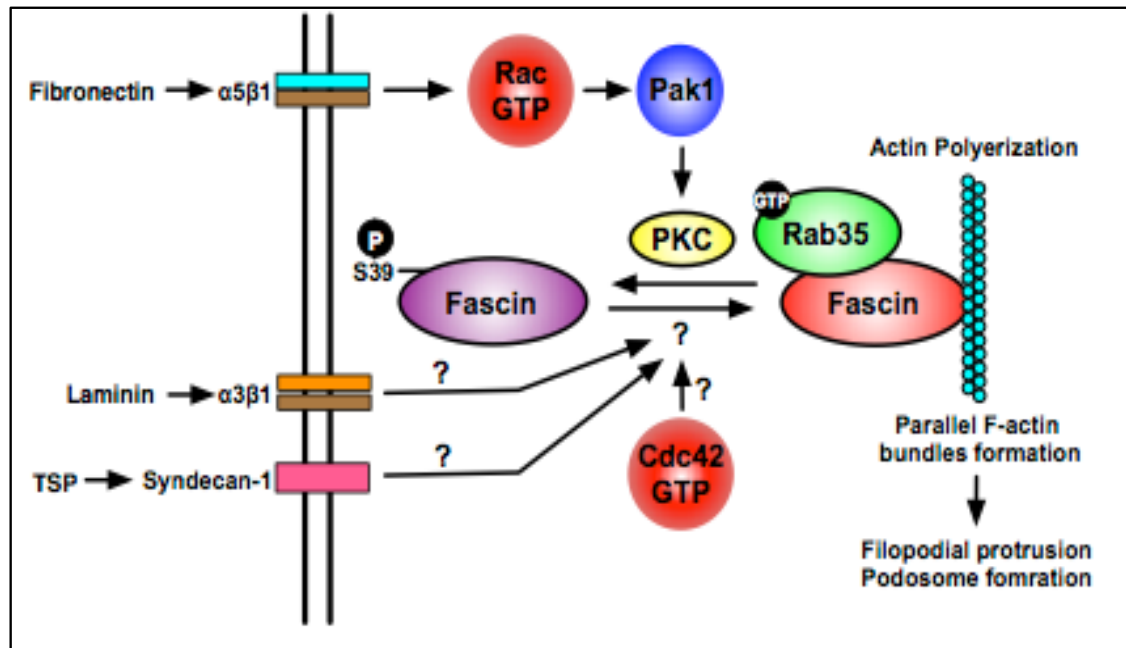 Fibronectin
α5β1
Rac
GTP
Pak1
Actin Polyerization
GTP
Rab35
PKC
P
S39
Fascin
Fascin
?
Laminin
α3β1
?
?
Cdc42
GTP
Parallel F-actin
bundles formation
TSP
Syndecan-1
?
Filopodial protrusion
Podosome fomration